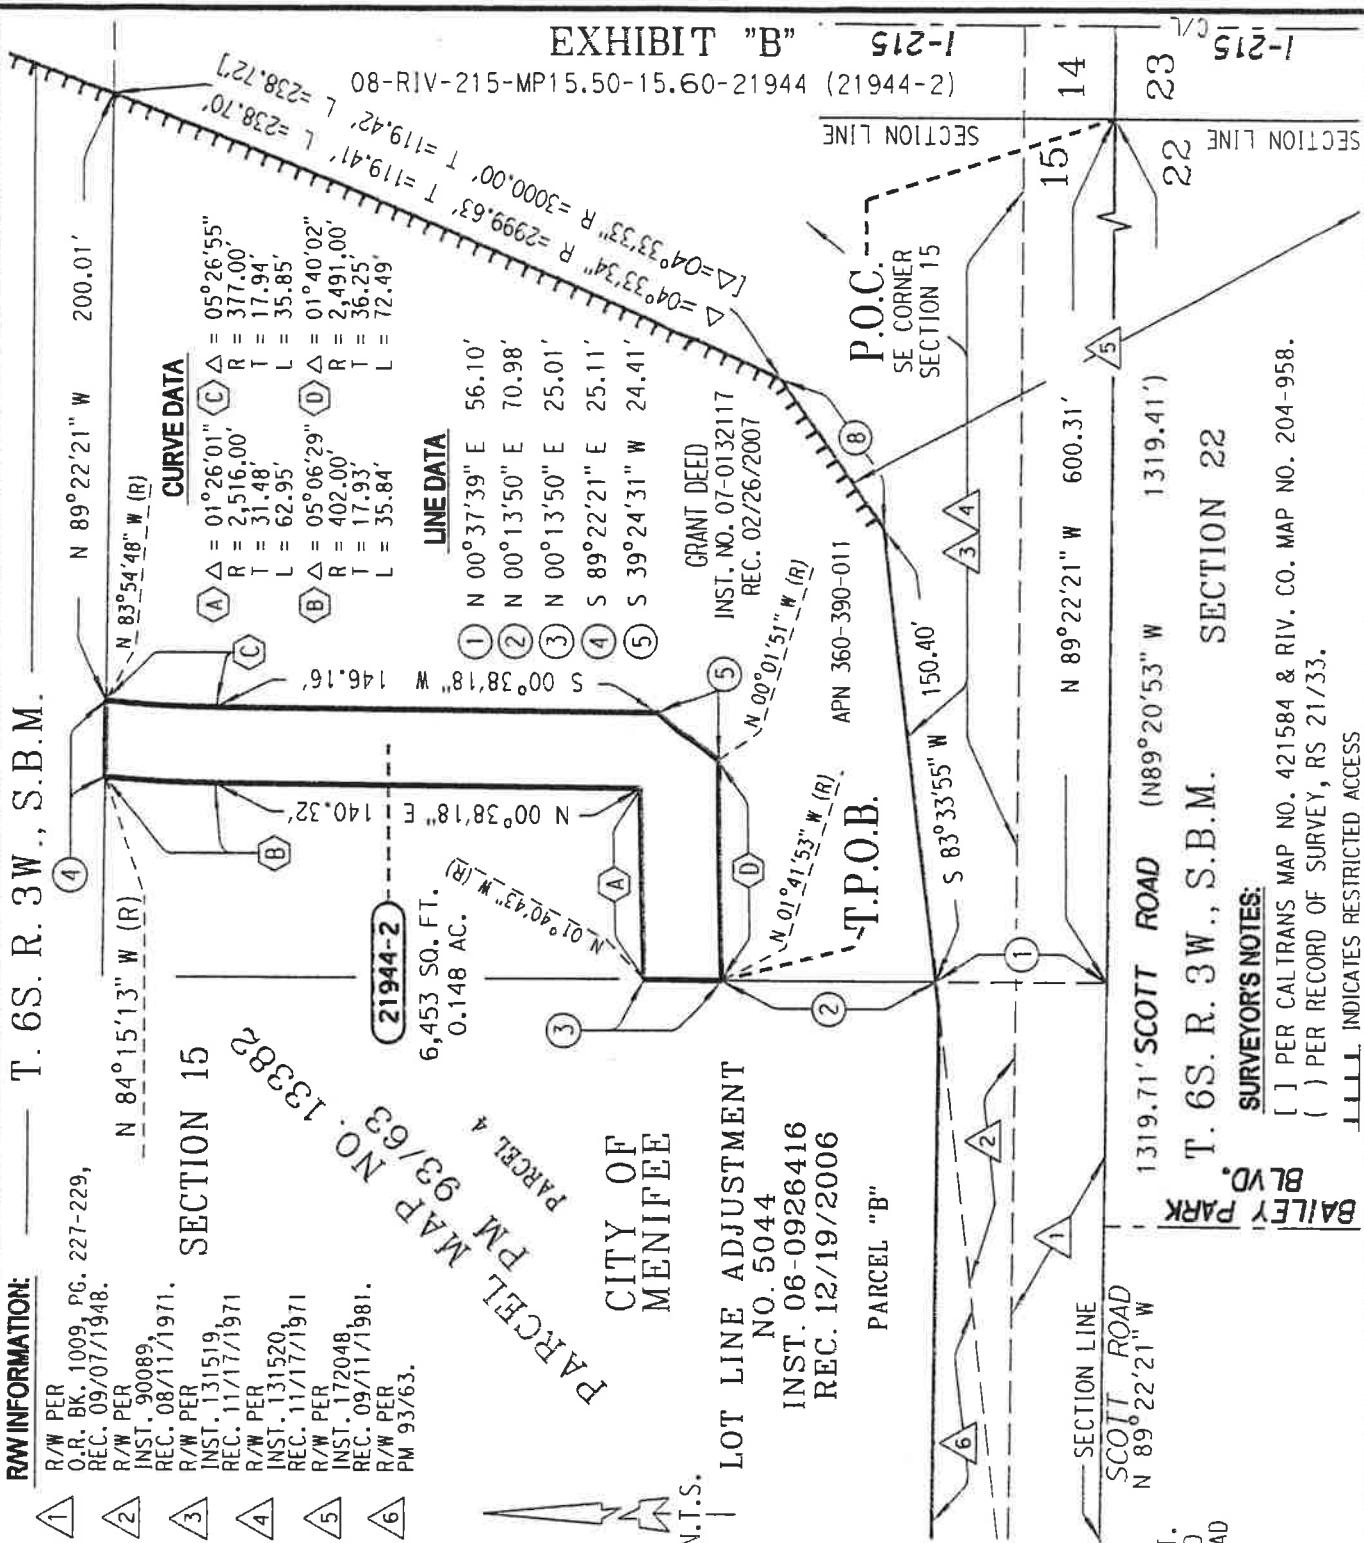 EXHIBIT "B"
08-RIV-215-MP15.50-15.60-21944 (21944-2)
I-215
C/L
I-215
14
23
15
22
SECTION LINE
SECTION LINE
T. 6S. R. 3W., S.B.M.
N 89°22'21" W 200.01'
L =238.72']
L =238.70'
T =119.42'
T =119.41'
R =3000.00'
R =2999.63'
[Δ=04°33'33"
Δ=04°33'34"
N 83°54'48" W (R)
CURVE DATA
A Δ = 01°26'01"
R = 2,516.00'
T = 31.48'
L = 62.95'
B Δ = 05°06'29"
R = 402.00'
T = 17.93'
L = 35.84'
C Δ = 05°26'55"
R = 377.00'
T = 17.94'
L = 35.85'
D Δ = 01°40'02"
R = 2,491.00'
T = 36.25'
L = 72.49'
LINE DATA
1 N 00°37'39" E 56.10'
2 N 00°13'50" E 70.98'
3 N 00°13'50" E 25.01'
4 S 89°22'21" E 25.11'
5 S 39°24'31" W 24.41'
GRANT DEED
INST. NO. 07-0132117
REC. 02/26/2007
APN 360-390-011
P.O.C.
SE CORNER
SECTION 15
8
5
3
4
C
4
B
S 00°38'18" W 146.16'
N 00°38'18" E 140.32'
5
N 00°01'51" W (R)
A
D
N 01°40'43" W (R)
N 01°41'53" W (R)
T.P.O.B.
150.40'
S 83°33'55" W
1
2
3
N 84°15'13" W (R)
21944-2
6,453 SQ. FT.
0.148 AC.
SECTION 15
PARCEL MAP NO. 13382
PM 93/63
PARCEL 4
CITY OF
MENIFEE
LOT LINE ADJUSTMENT
NO. 5044
INST. 06-0926416
REC. 12/19/2006
PARCEL "B"
R/W INFORMATION:
1 R/W PER
O.R. BK. 1009, PG. 227-229,
REC. 09/07/1948.
2 R/W PER
INST. 90089,
REC. 08/11/1971.
3 R/W PER
INST. 131519,
REC. 11/17/1971
4 R/W PER
INST. 131520,
REC. 11/17/1971
5 R/W PER
INST. 172048,
REC. 09/11/1981.
6 R/W PER
PM 93/63.
N.T.S.
6
2
1
SECTION LINE
SCOTT ROAD
N 89°22'21" W
BAILEY PARK
BLVD.
N 89°22'21" W 600.31'
1319.71' SCOTT ROAD (N89°20'53" W 1319.41')
T. 6S. R. 3W., S.B.M. SECTION 22
SURVEYOR'S NOTES:
[ ] PER CALTRANS MAP NO. 421584 & RIV. CO. MAP NO. 204-958.
( ) PER RECORD OF SURVEY, RS 21/33.
INDICATES RESTRICTED ACCESS